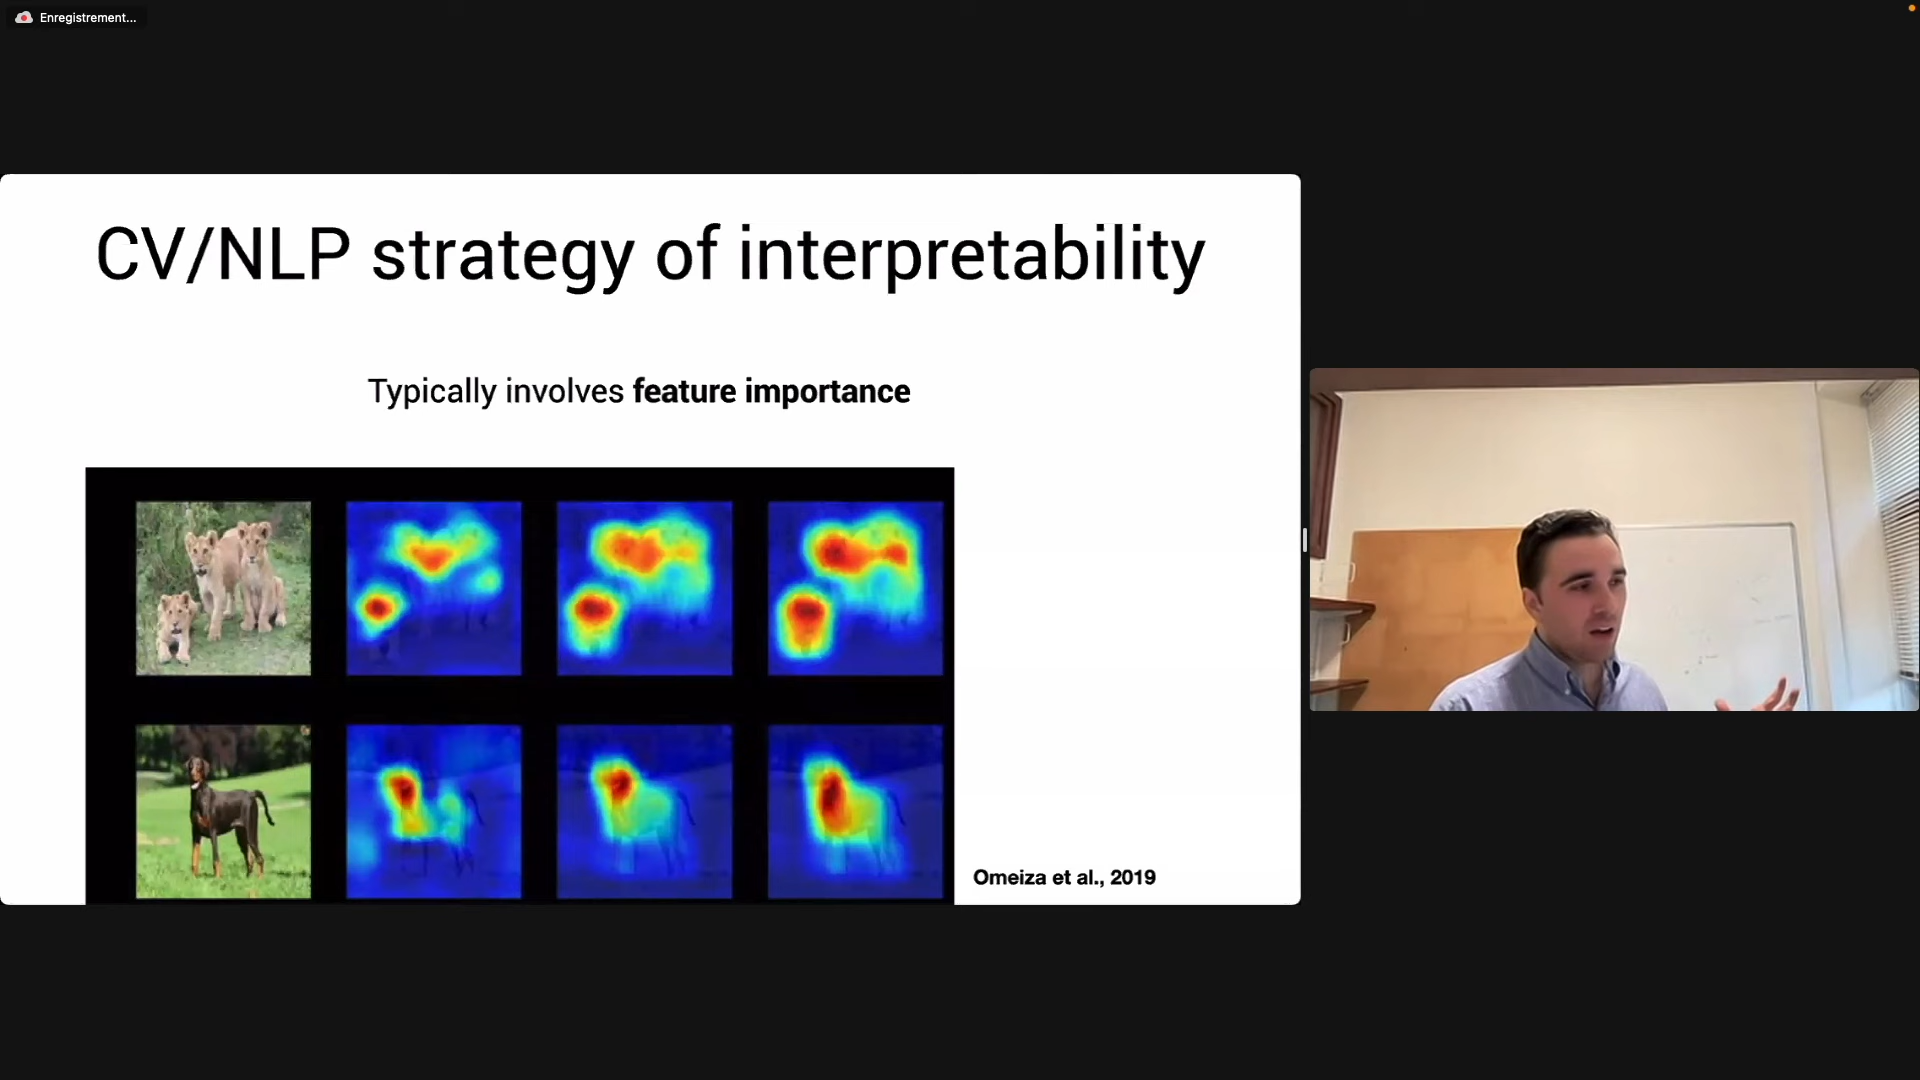 Enregistrement...
CV/NLP strategy of interpretability
Typically involves feature importance
Omeiza et al., 2019